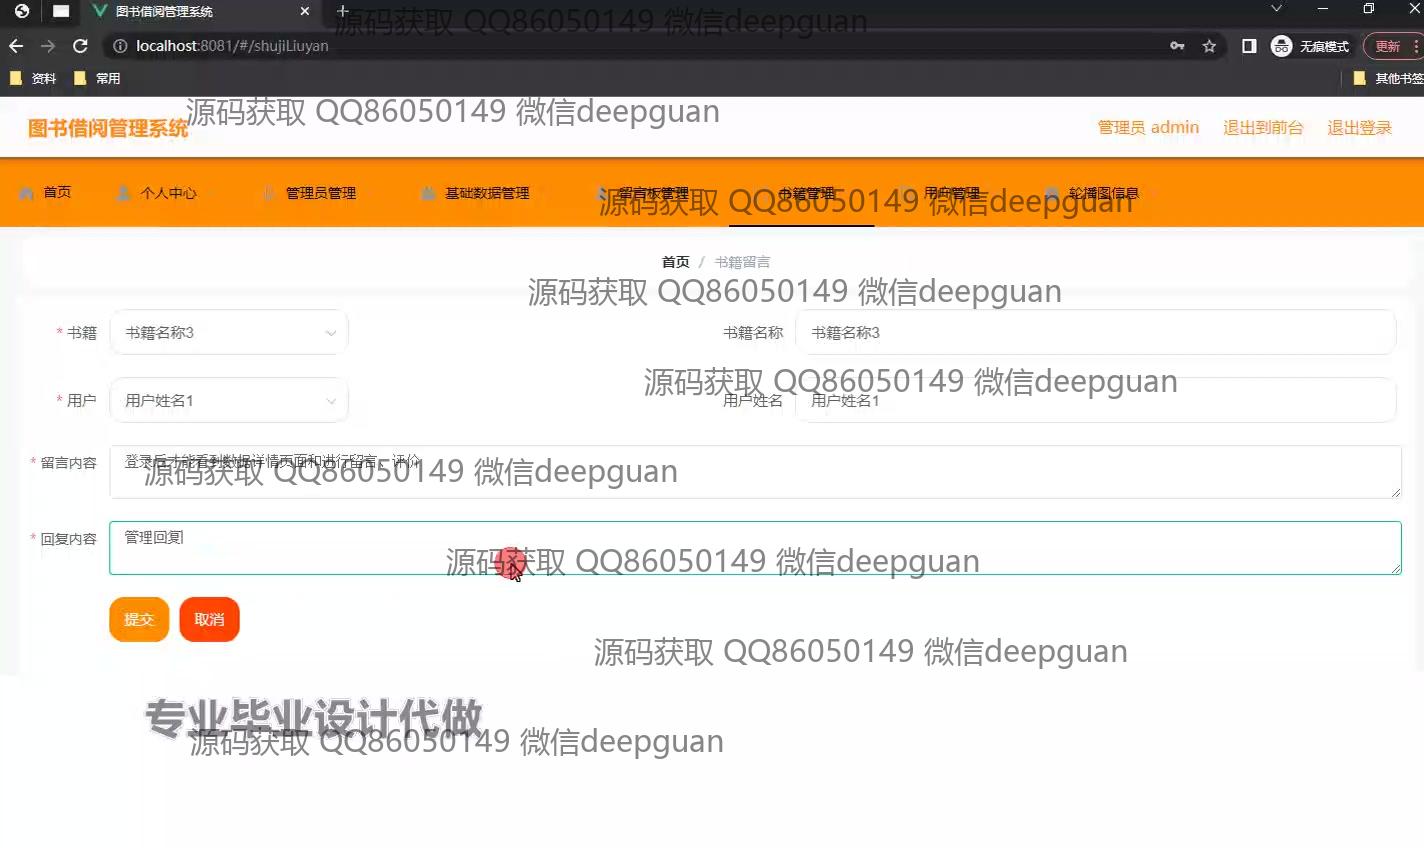 图书借阅管理系统
源码获取 QQ86050149 微信deepguan
localhost:8081/#/shujiLiuyan
无痕模式
更新
资料
常用
其他书签
源码获取 QQ86050149 微信deepguan
图书借阅管理系统
管理员 admin
退出到前台
退出登录
首页
个人中心
管理员管理
基础数据管理
留言板管理
书籍管理
用户管理
轮播图信息
源码获取 QQ86050149 微信deepguan
首页 / 书籍留言
源码获取 QQ86050149 微信deepguan
* 书籍
书籍名称3
书籍名称
书籍名称3
源码获取 QQ86050149 微信deepguan
* 用户
用户姓名1
用户姓名
用户姓名1
* 留言内容
登录后才能看到数据详情页面和进行留言、评价
源码获取 QQ86050149 微信deepguan
* 回复内容
管理回复
源码获取 QQ86050149 微信deepguan
提交
取消
源码获取 QQ86050149 微信deepguan
专业毕业设计代做
源码获取 QQ86050149 微信deepguan